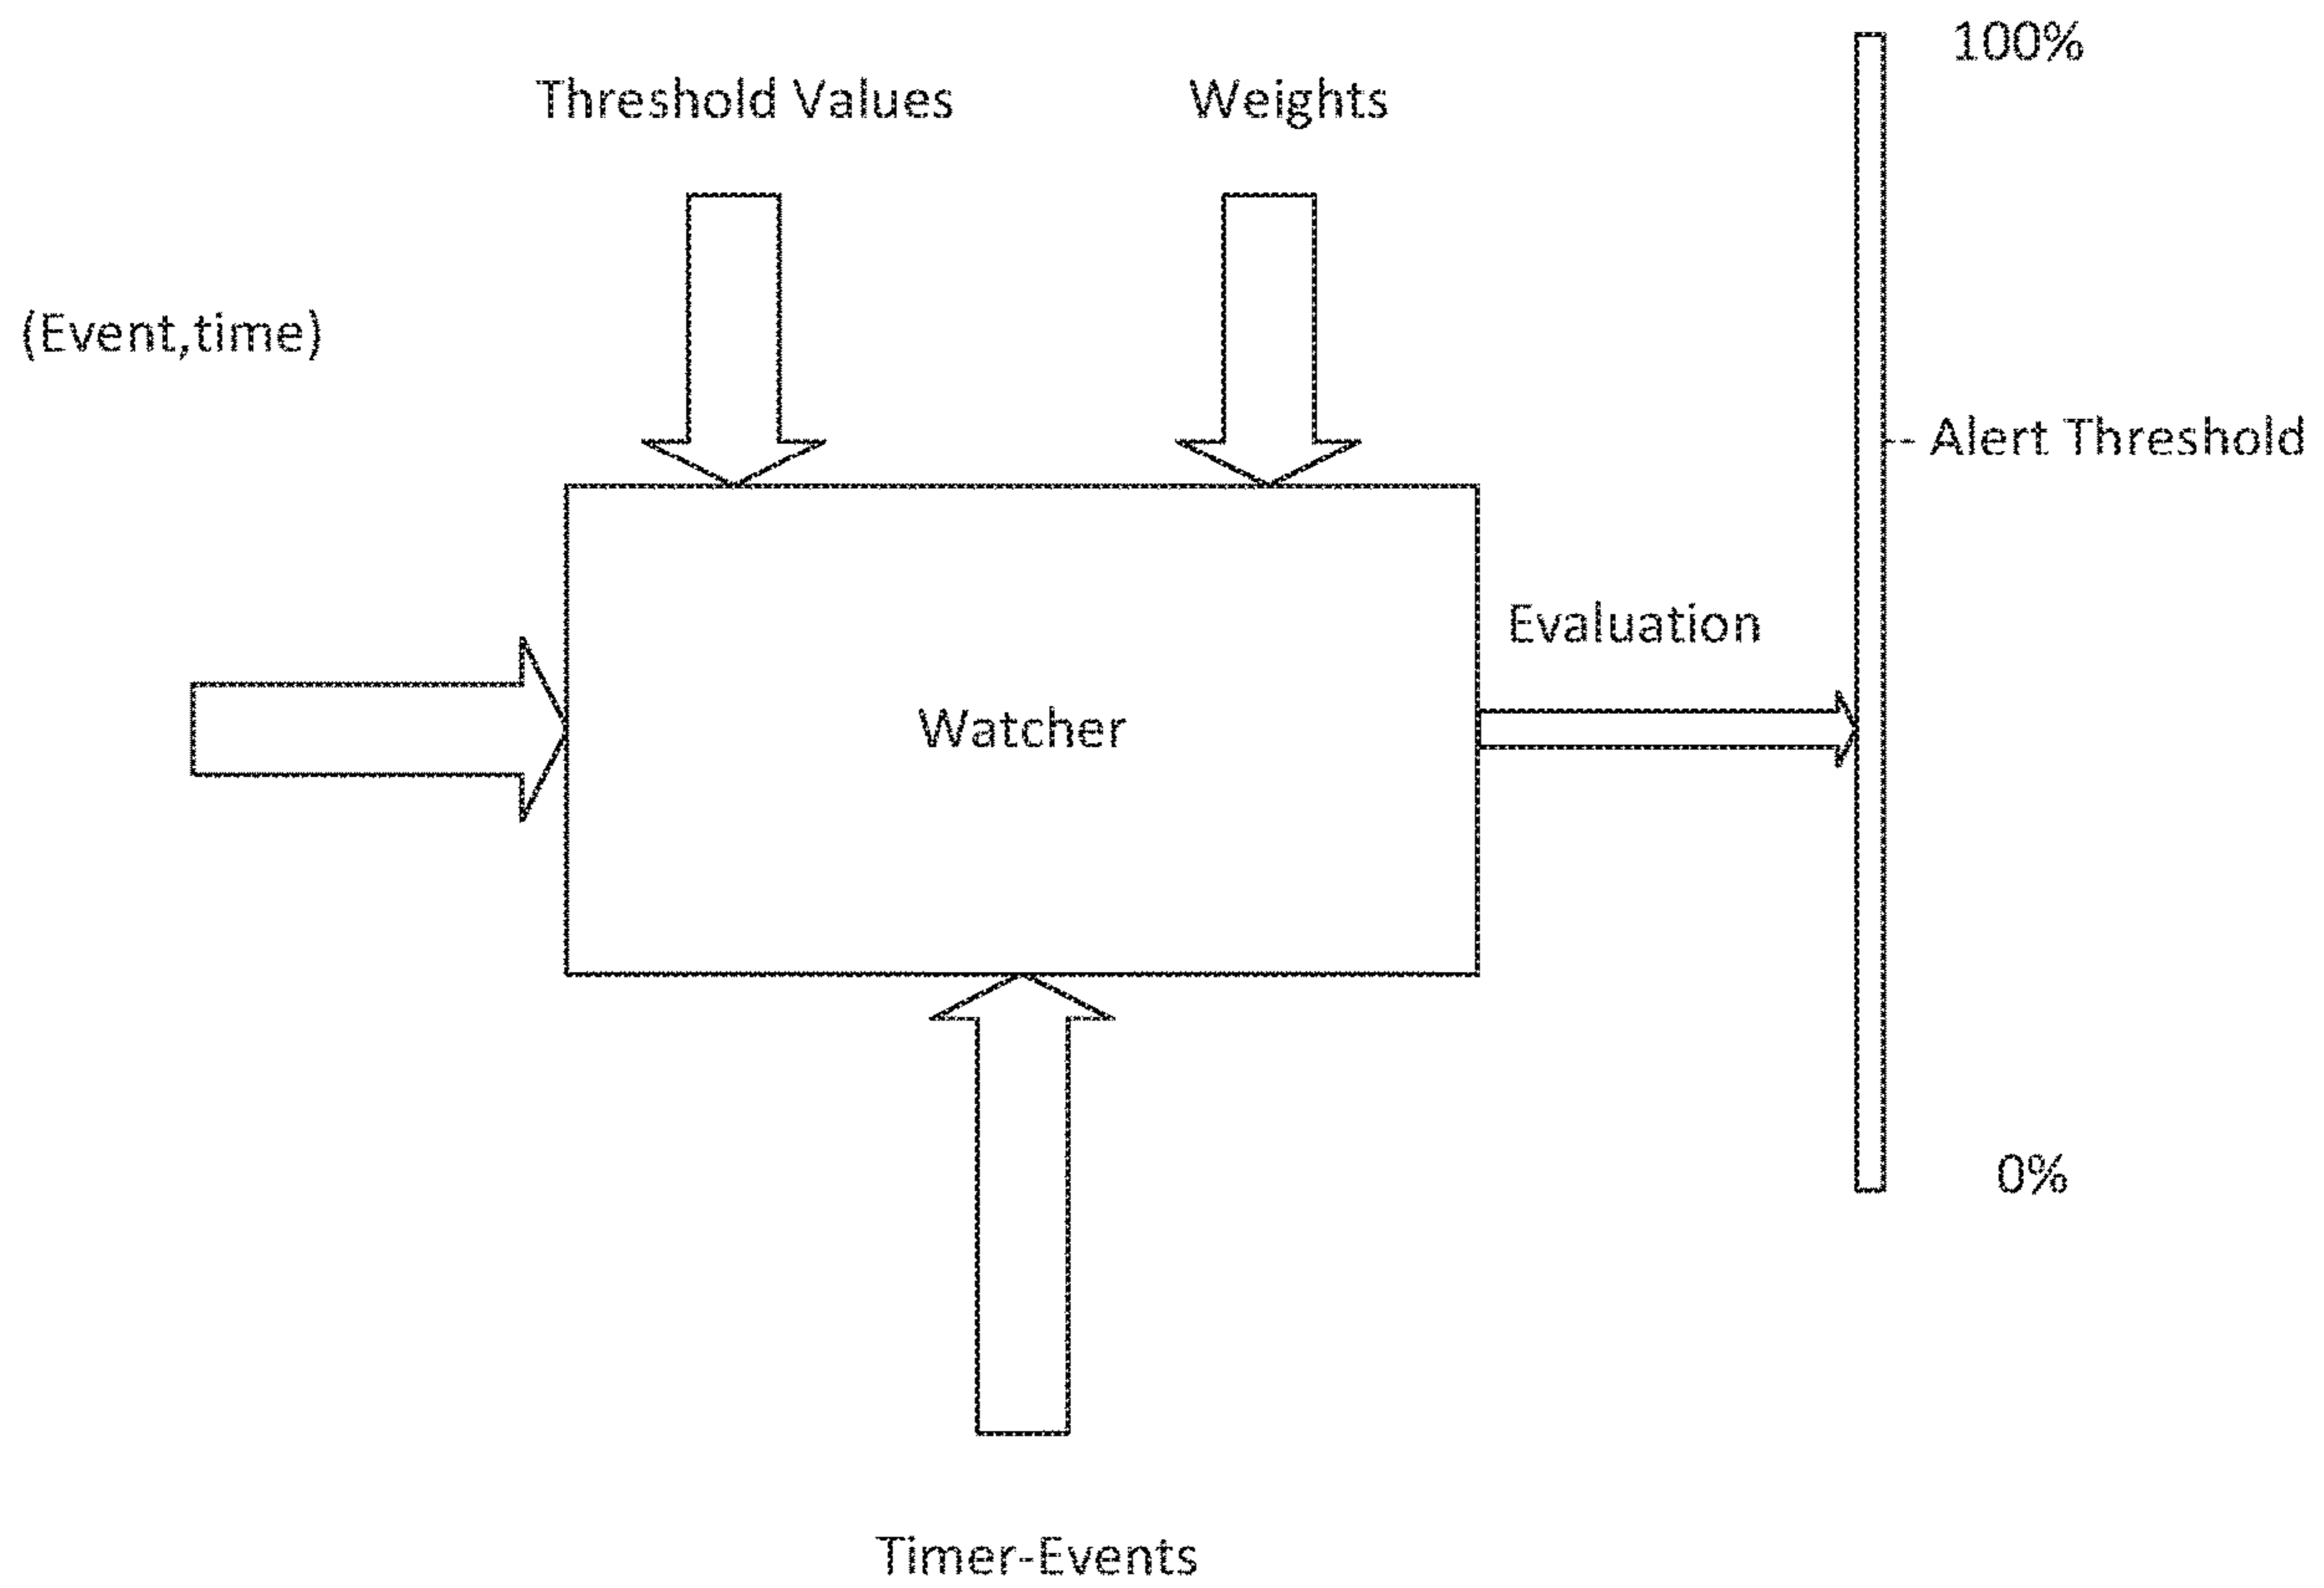 100%
Threshold Values
Weights
(Event,time)
Alert Threshold
Evaluation
Watcher
0%
Timer-Events